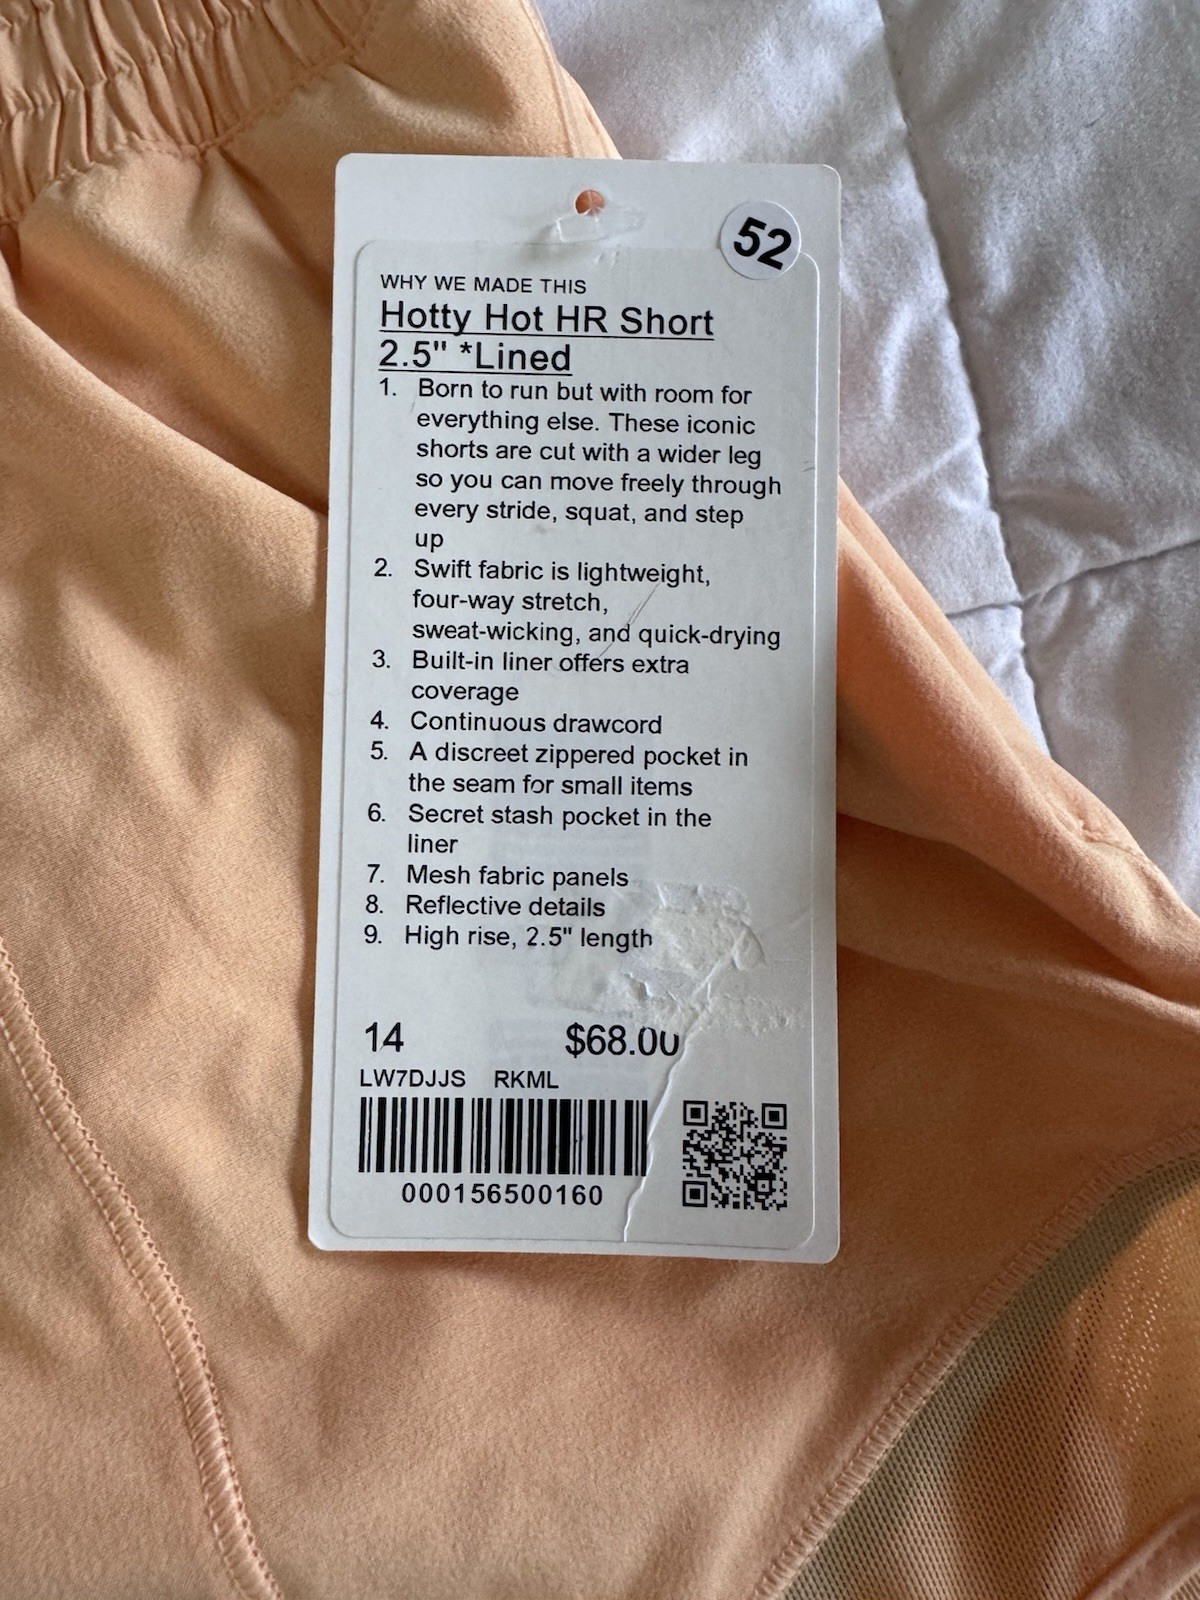 52
WHY WE MADE THIS
Hotty Hot HR Short
2.5" *Lined
1. Born to run but with room for
everything else. These iconic
shorts are cut with a wider leg
so you can move freely through
every stride, squat, and step
up
2. Swift fabric is lightweight,
four-way stretch,
sweat-wicking, and quick-drying
3. Built-in liner offers extra
coverage
4. Continuous drawcord
5. A discreet zippered pocket in
the seam for small items
6. Secret stash pocket in the
liner
7. Mesh fabric panels
8. Reflective details
9. High rise, 2.5" length
14 $68.00
LW7DJJS RKML
000156500160